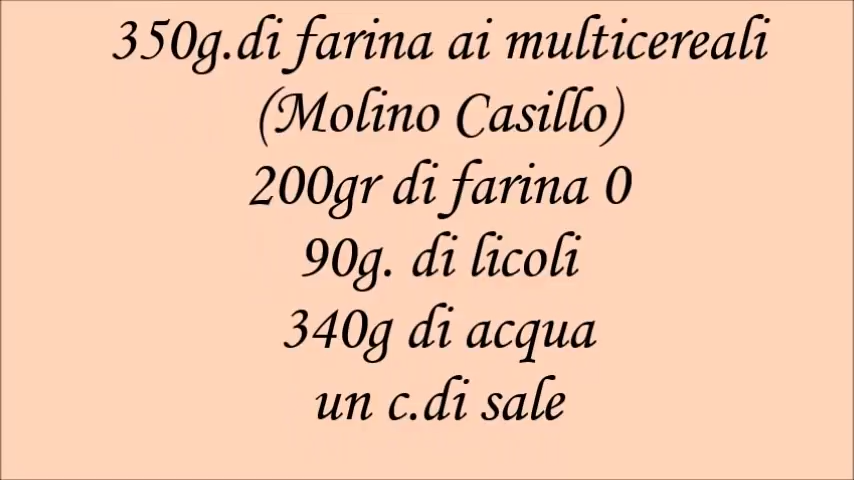 350g.di farina ai multicereali
(Molino Casillo)
200gr di farina 0
90g. di licoli
340g di acqua
un c.di sale